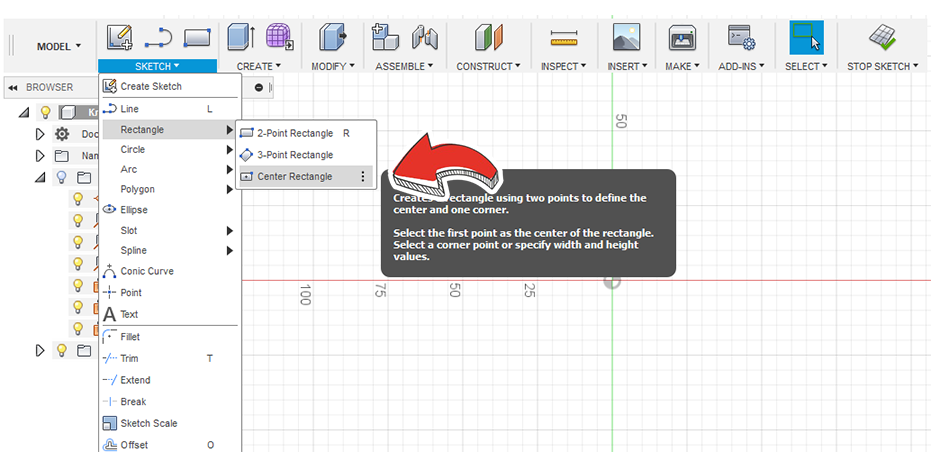 MODEL ▾
SKETCH ▾
CREATE ▾
MODIFY ▾
ASSEMBLE ▾
CONSTRUCT ▾
INSPECT ▾
INSERT ▾
MAKE ▾
ADD-INS ▾
SELECT ▾
STOP SKETCH ▾
BROWSER
Create Sketch
Line L
Rectangle
Circle
Arc
Polygon
Ellipse
Slot
Spline
Conic Curve
Point
Text
Fillet
Trim T
Extend
Break
Sketch Scale
Offset O
Kn
Doc
Nam
2-Point Rectangle R
3-Point Rectangle
Center Rectangle
Creates rectangle using two points to define the
center and one corner.
Select the first point as the center of the rectangle.
Select a corner point or specify width and height
values.
50
100
75
50
25